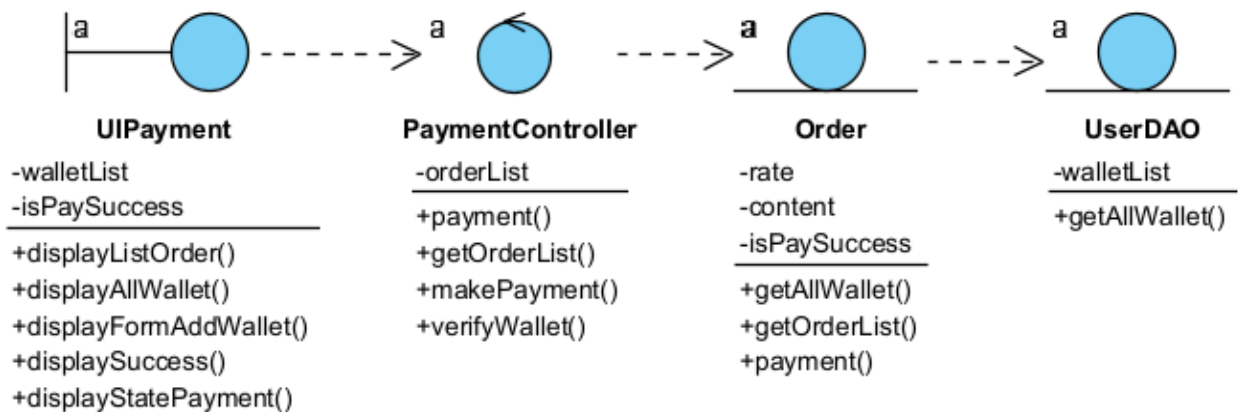 a
a
a
a
UIPayment
-walletList
-isPaySuccess
+displayListOrder()
+displayAllWallet()
+displayFormAddWallet()
+displaySuccess()
+displayStatePayment()
PaymentController
-orderList
+payment()
+getOrderList()
+makePayment()
+verifyWallet()
Order
-rate
-content
-isPaySuccess
+getAllWallet()
+getOrderList()
+payment()
UserDAO
-walletList
+getAllWallet()